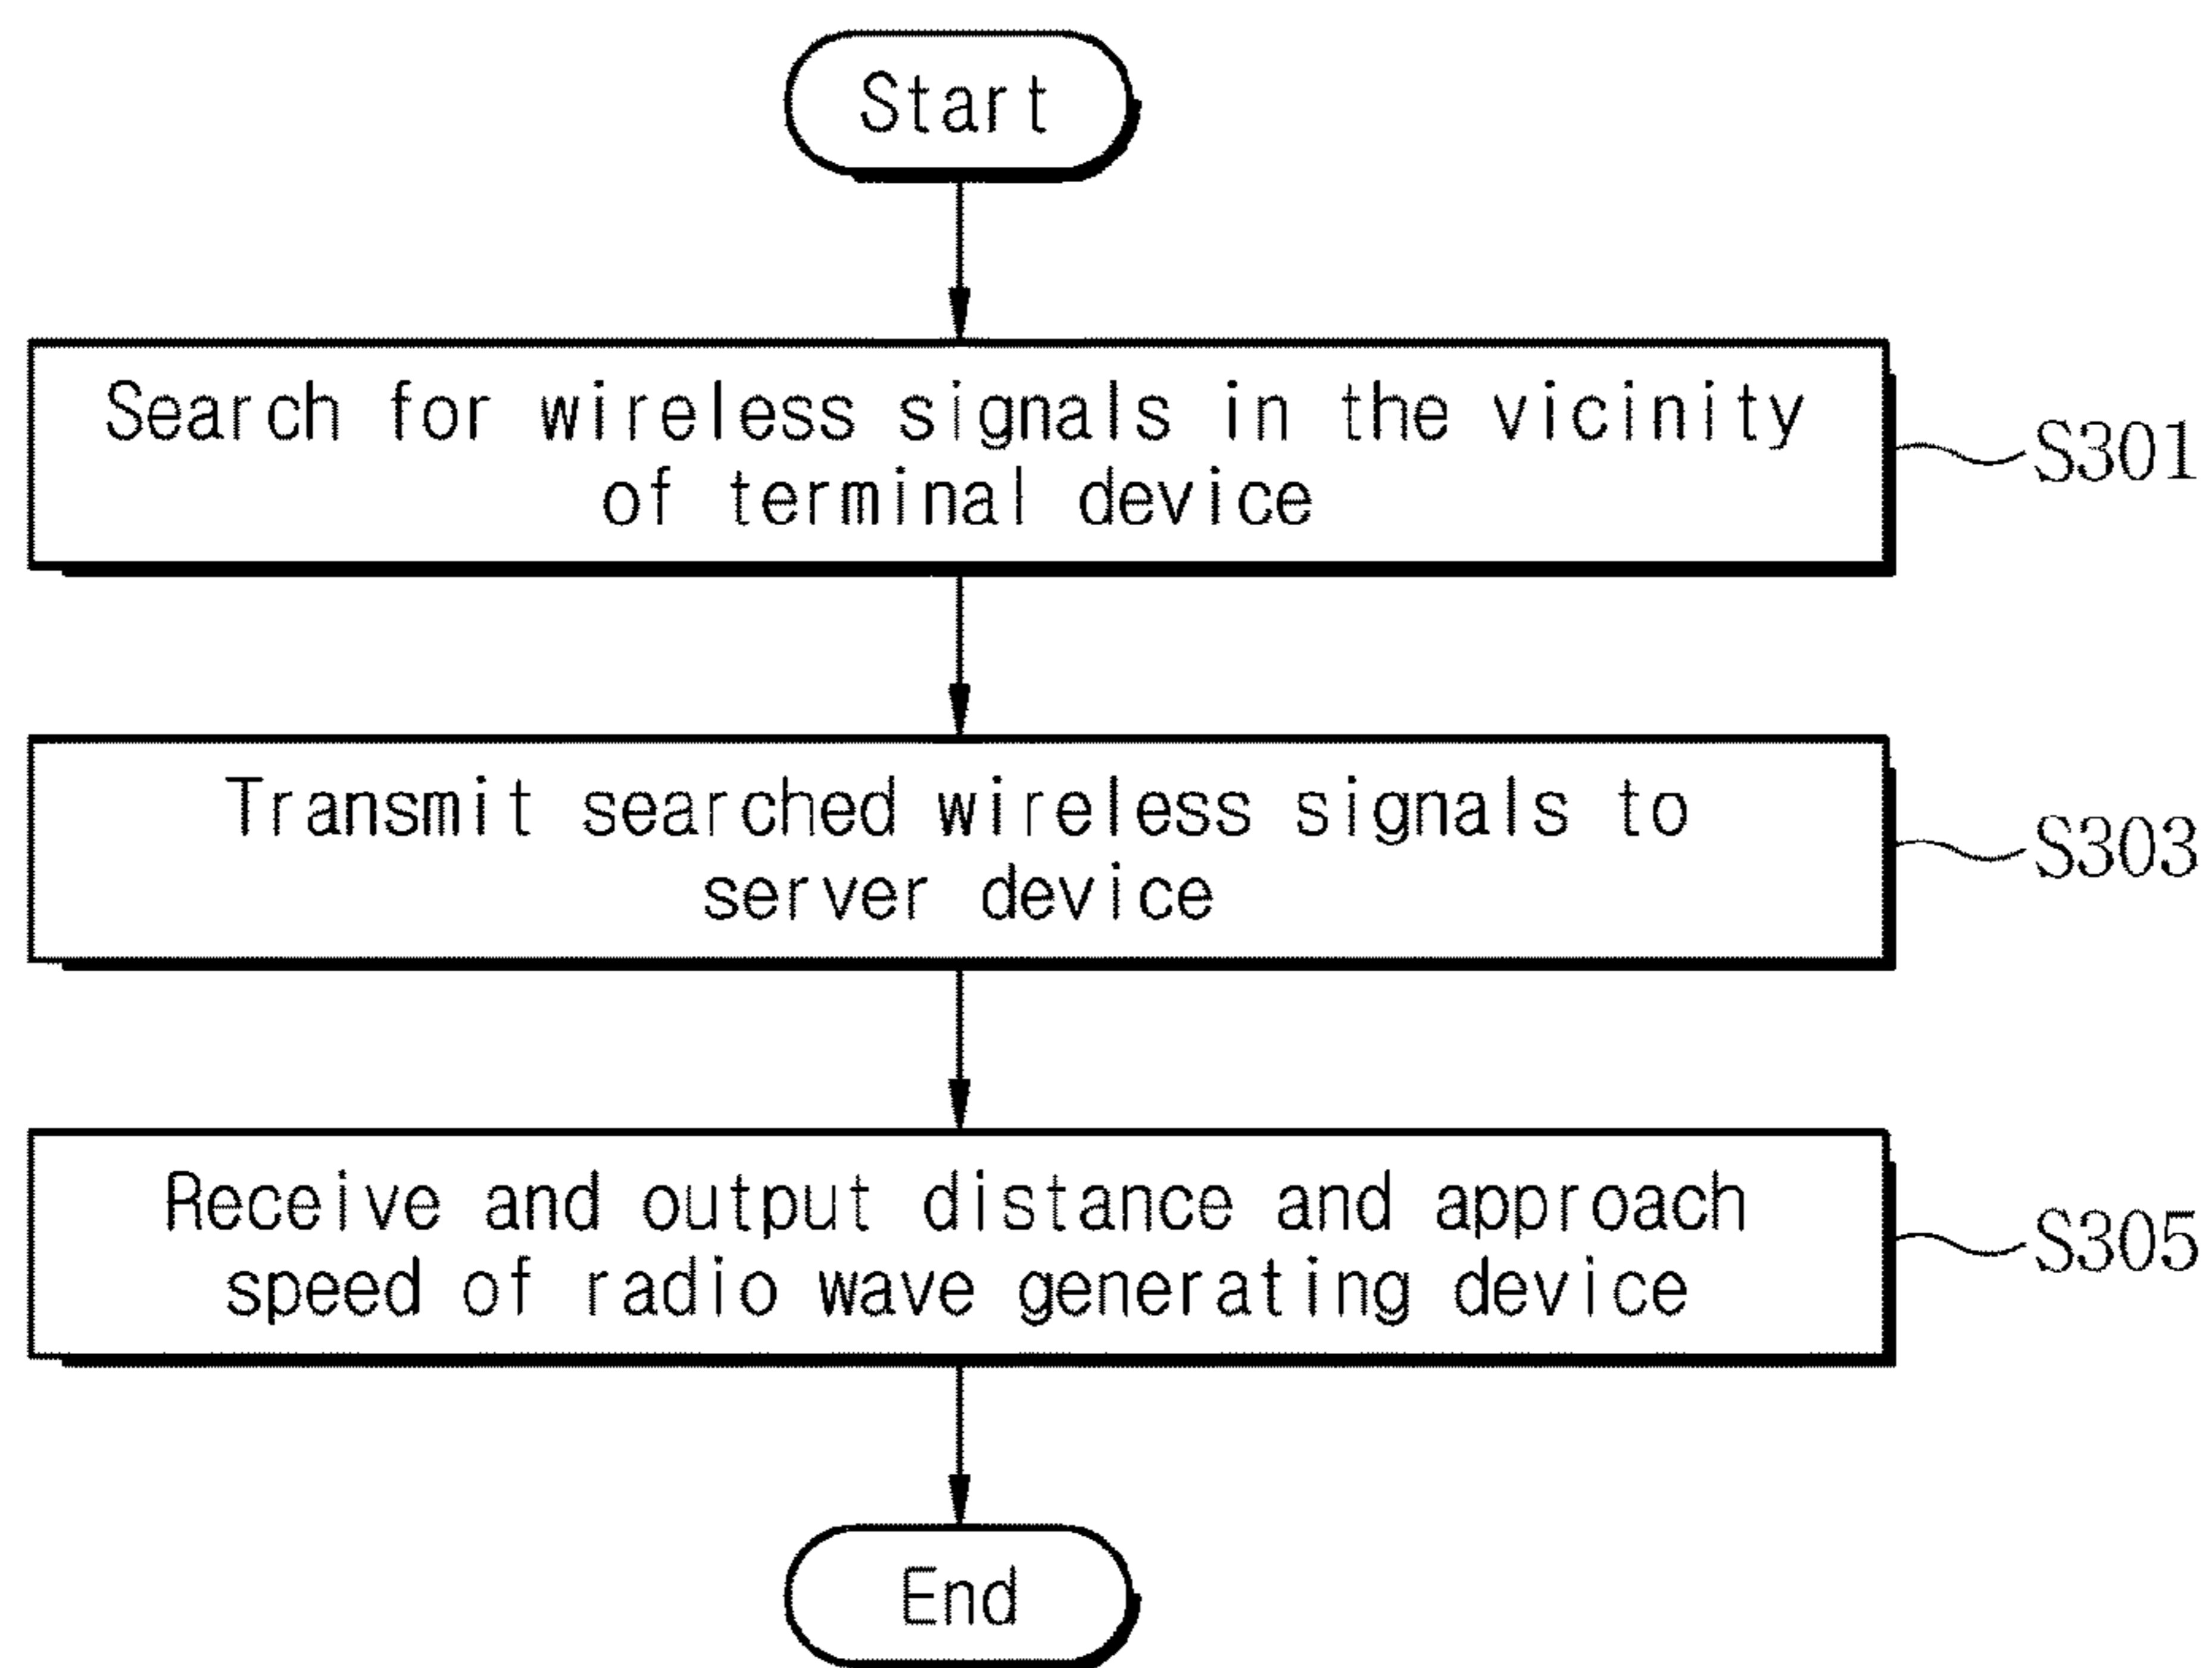 Start
Search for wireless signals in the vicinity
of terminal device
S301
Transmit searched wireless signals to
server device
S303
Receive and output distance and approach
speed of radio wave generating device
S305
End